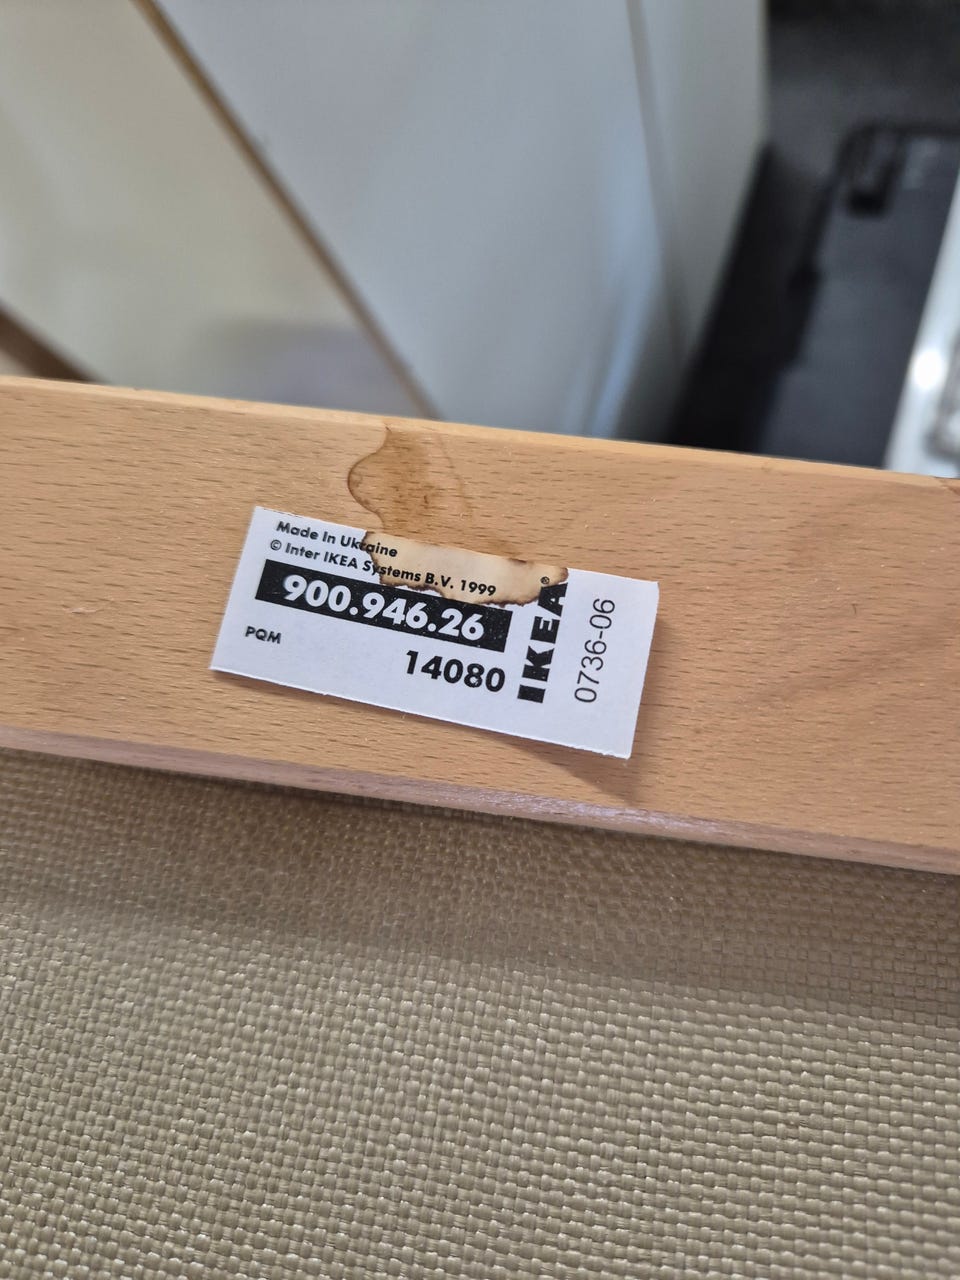 Made In Ukraine
© Inter IKEA Systems B.V. 1999
900.946.26
PQM
14080
IKEA®
0736-06